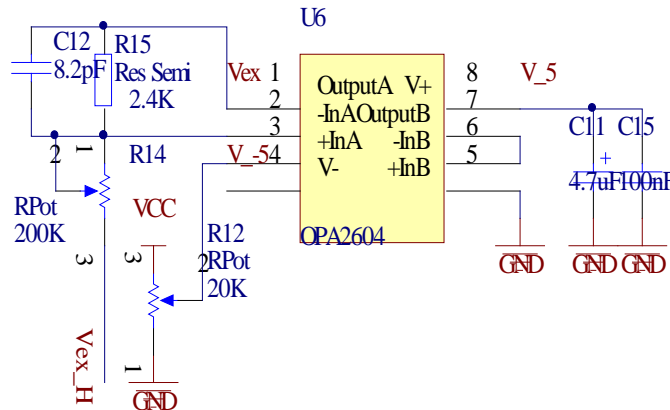 U6
C12
8.2pF
R15
Res Semi
2.4K
Vex
1
2
3
4
OutputA V+
-InA OutputB
+InA -InB
V- +InB
OPA2604
8
7
6
5
V_5
V_-5
C11
C15
+
4.7uF
100nF
GND
GND
GND
2
1
R14
RPot
200K
3
Vex_H
VCC
3
R12
2
RPot
20K
1
GND